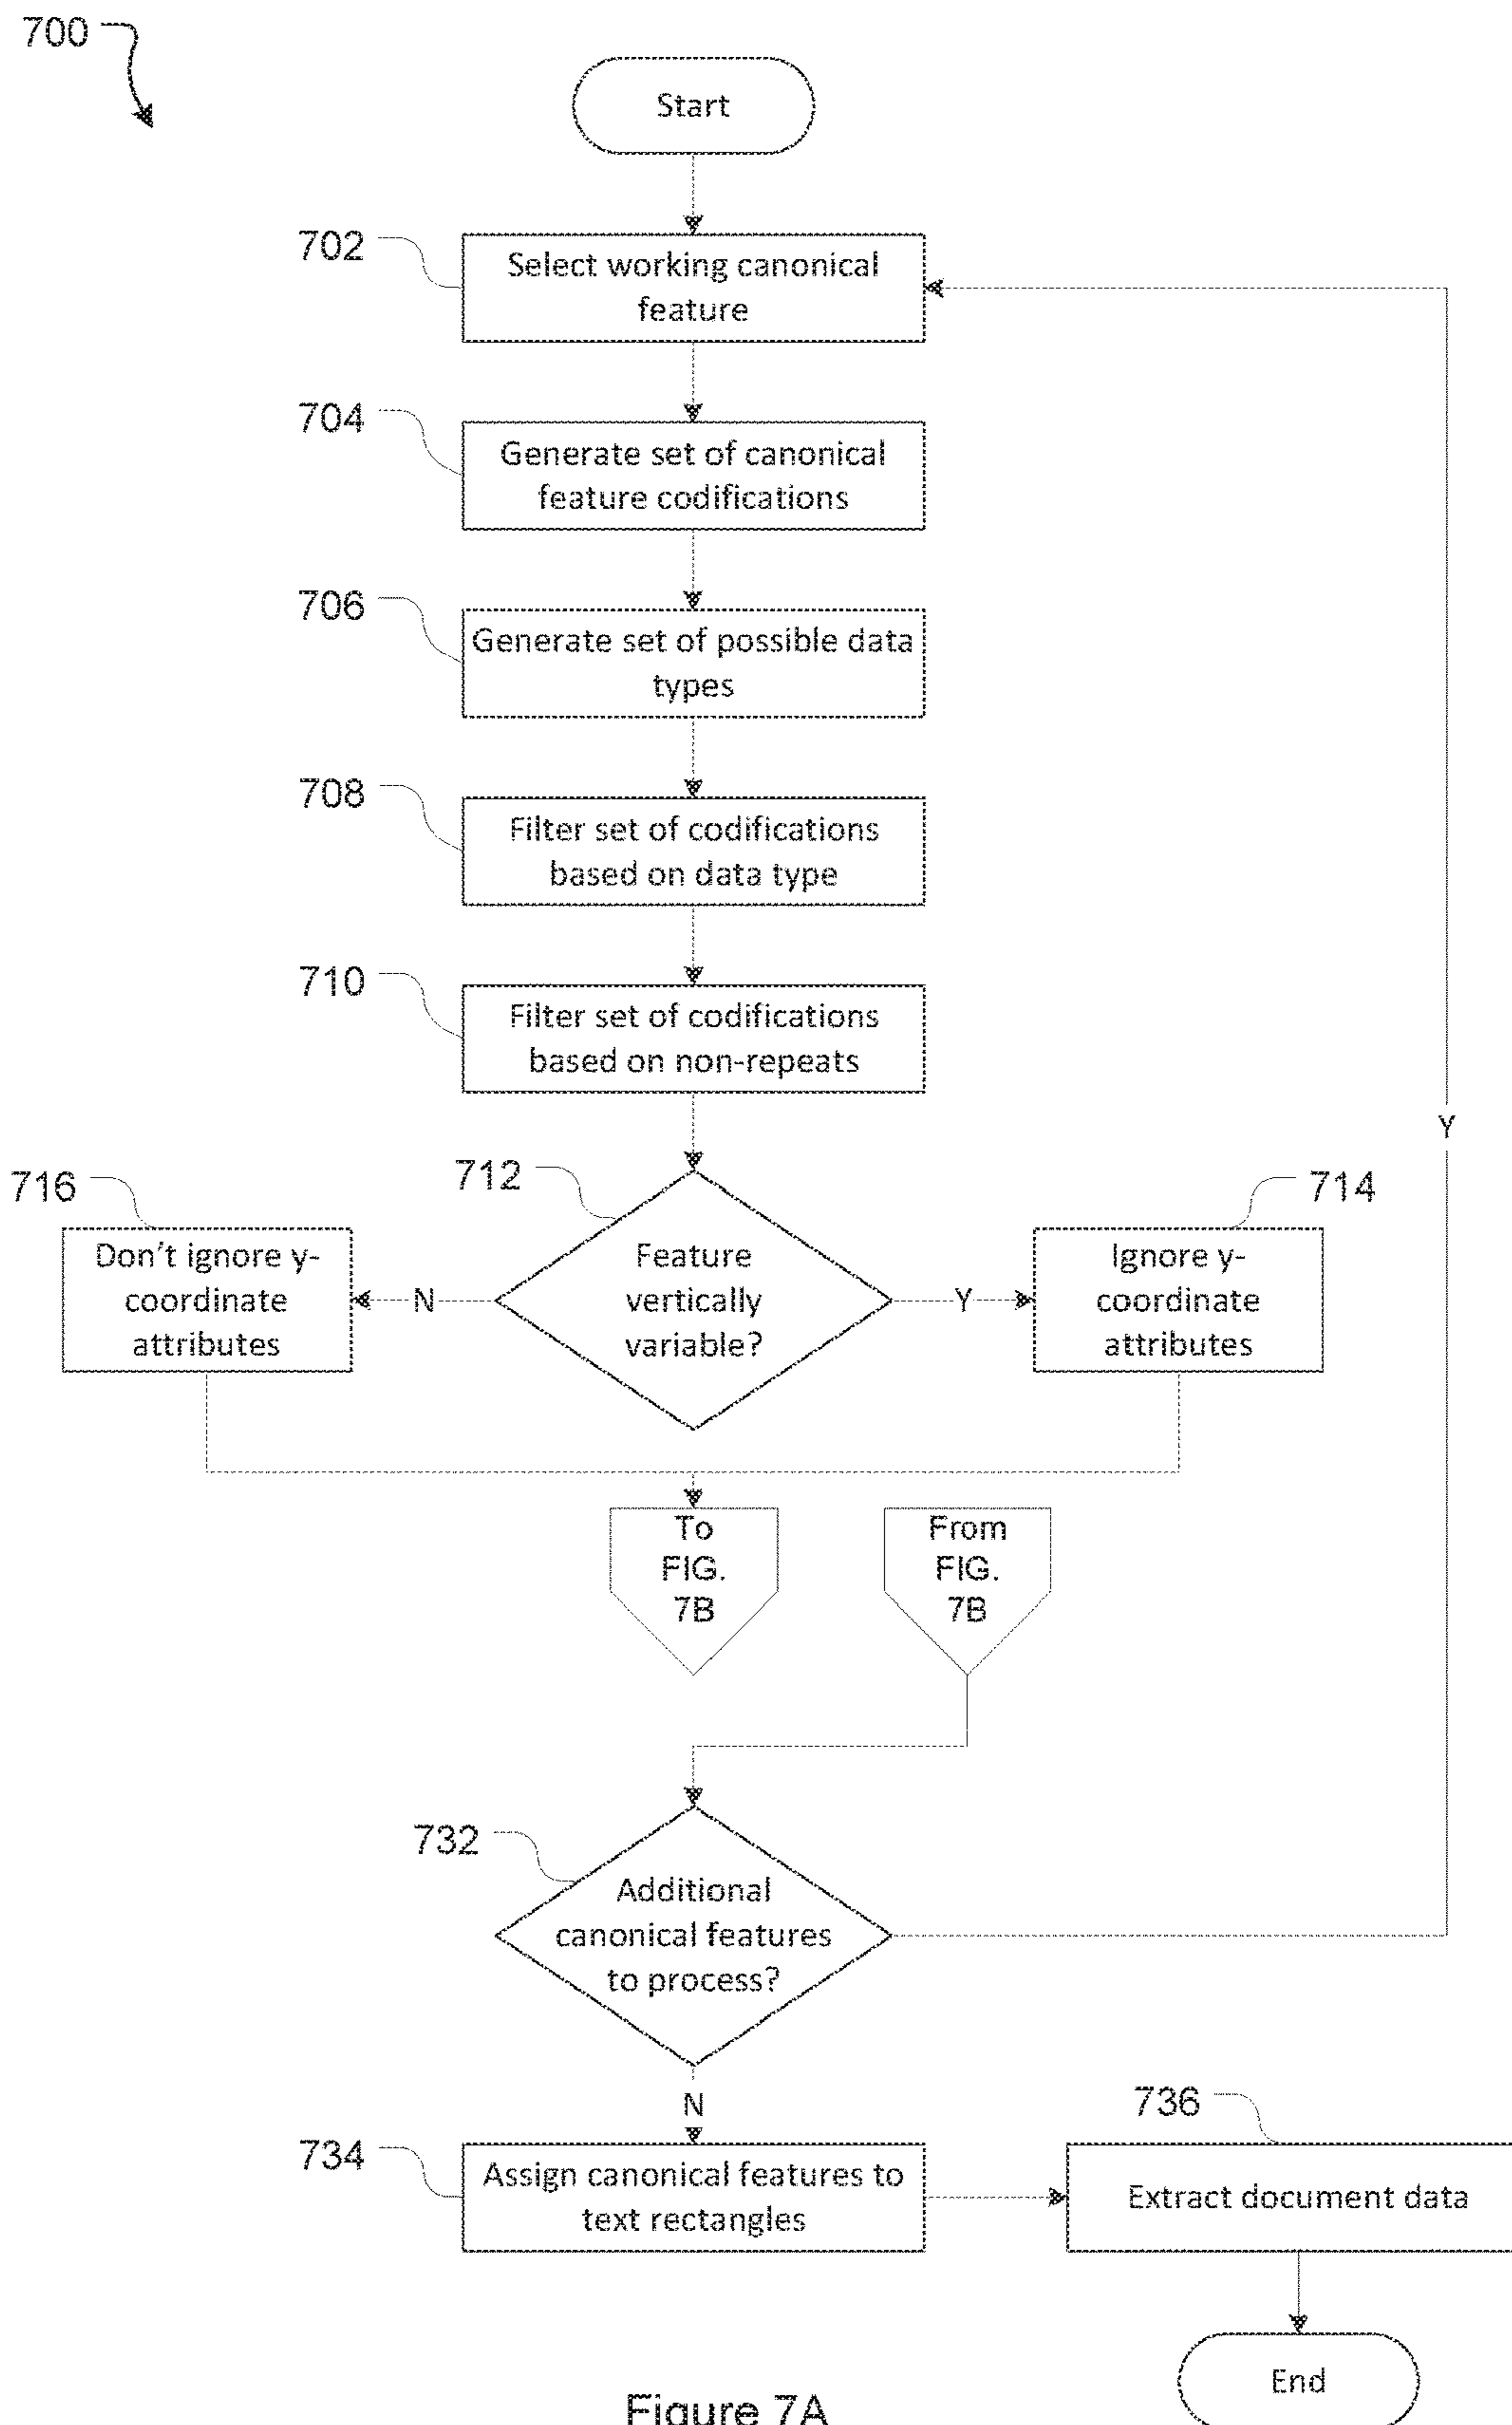 700
Start
702
Select working canonical
feature
704
Generate set of canonical
feature codifications
706
Generate set of possible data
types
708
Filter set of codifications
based on data type
710
Filter set of codifications
based on non-repeats
Y
712
716
714
Don't ignore y-
coordinate
attributes
N
Feature
vertically
variable?
Y
Ignore y-
coordinate
attributes
To
FIG.
7B
From
FIG.
7B
732
Additional
canonical features
to process?
N
736
734
Assign canonical features to
text rectangles
Extract document data
End
Figure 7A